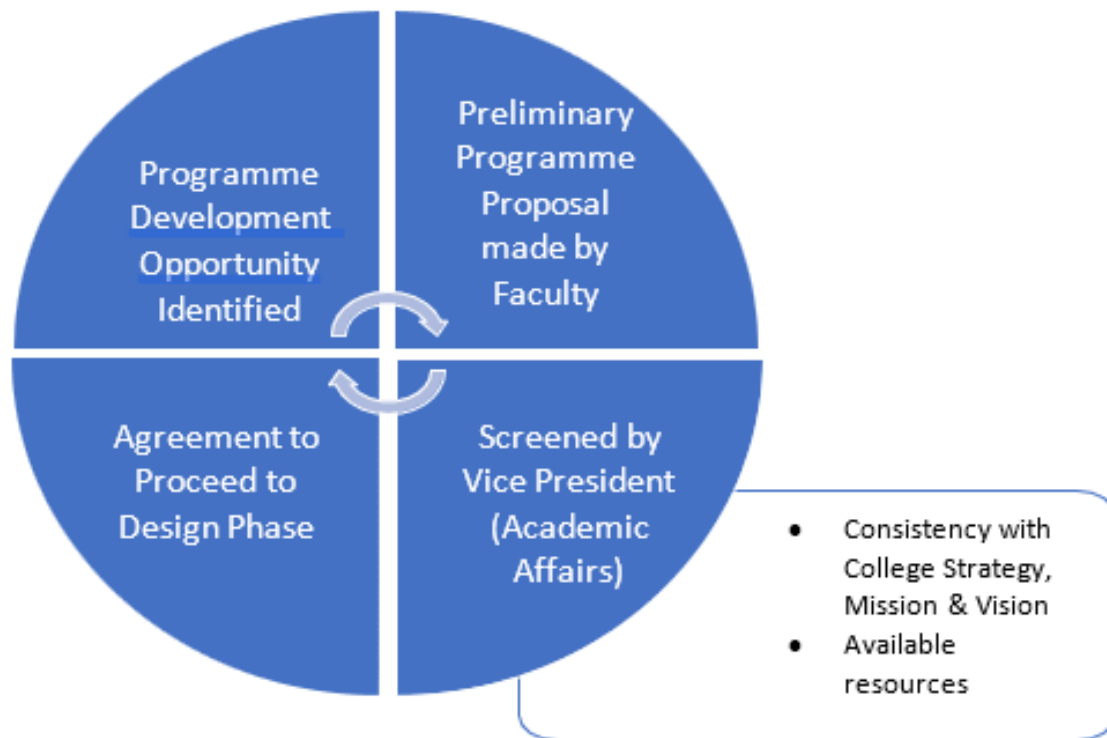 Programme
Development
Opportunity
Identified
Preliminary
Programme
Proposal
made by
Faculty
Agreement to
Proceed to
Design Phase
Screened by
Vice President
(Academic
Affairs)
• Consistency with
College Strategy,
Mission & Vision
• Available
resources